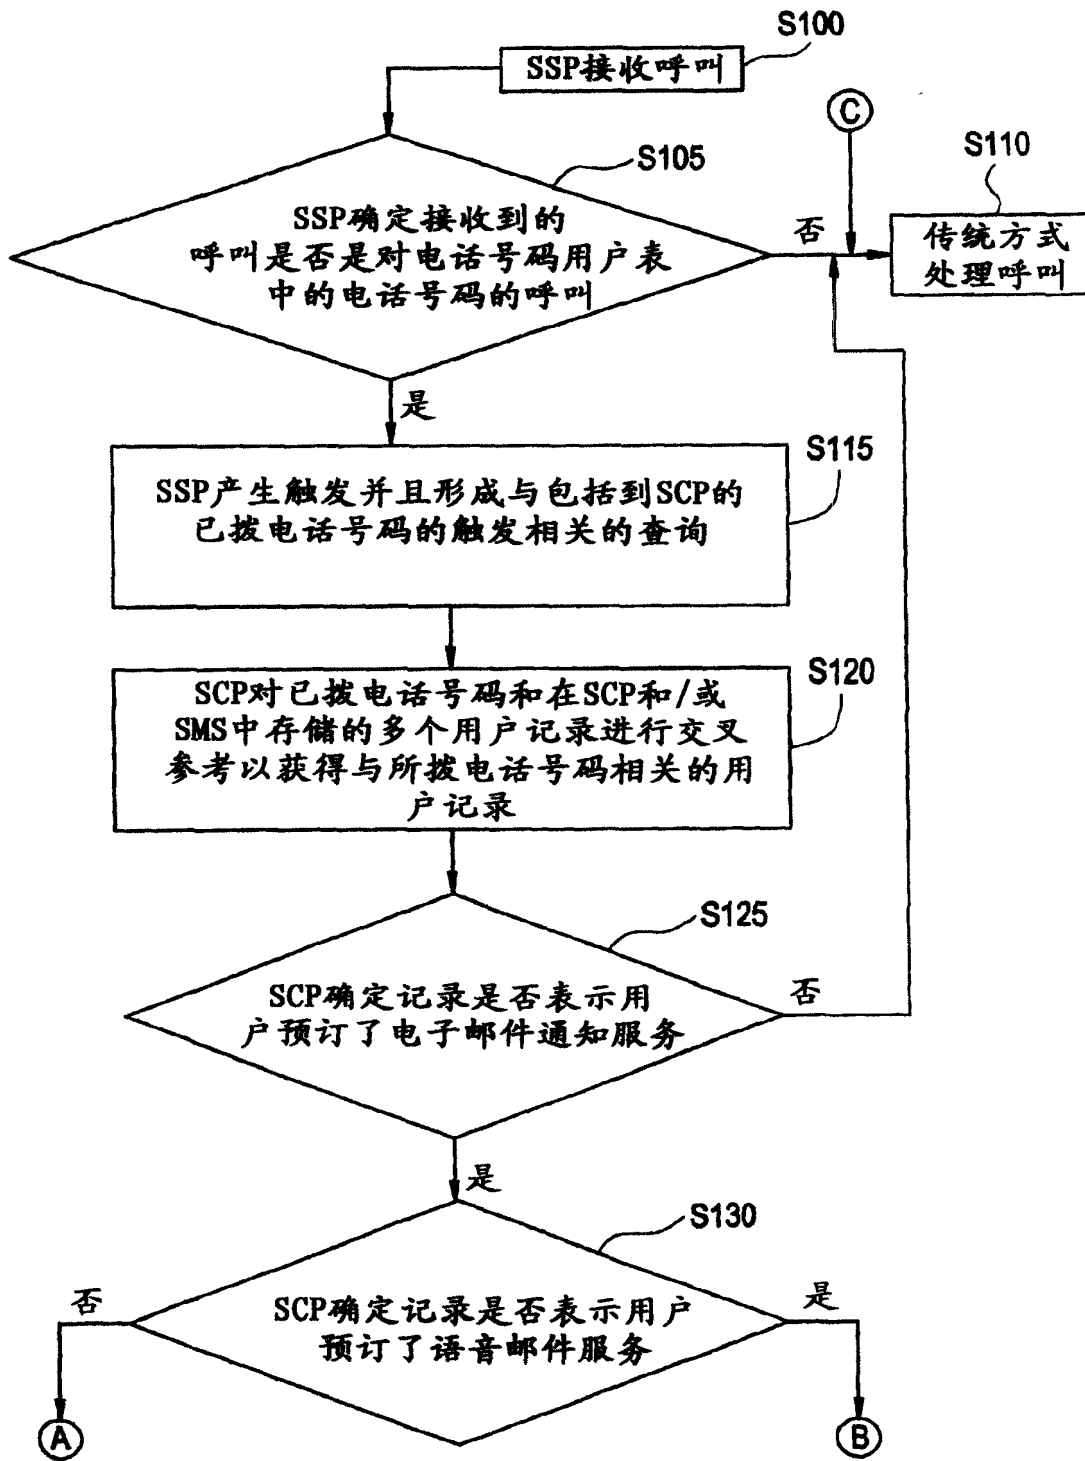 S100
SSP接收呼叫
C
S105
S110
SSP确定接收到的
呼叫是否是对电话号码用户表
中的电话号码的呼叫
否
传统方式
处理呼叫
是
S115
SSP产生触发并且形成与包括到SCP的
已拨电话号码的触发相关的查询
S120
SCP对已拨电话号码和在SCP和/或
SMS中存储的多个用户记录进行交叉
参考以获得与所拨电话号码相关的用
户记录
S125
SCP确定记录是否表示用
户预订了电子邮件通知服务
否
是
S130
否
SCP确定记录是否表示用户
预订了语音邮件服务
是
A
B